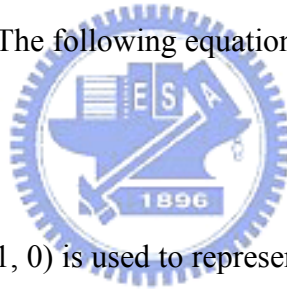 The following equation
E S A
1896
1, 0) is used to represen